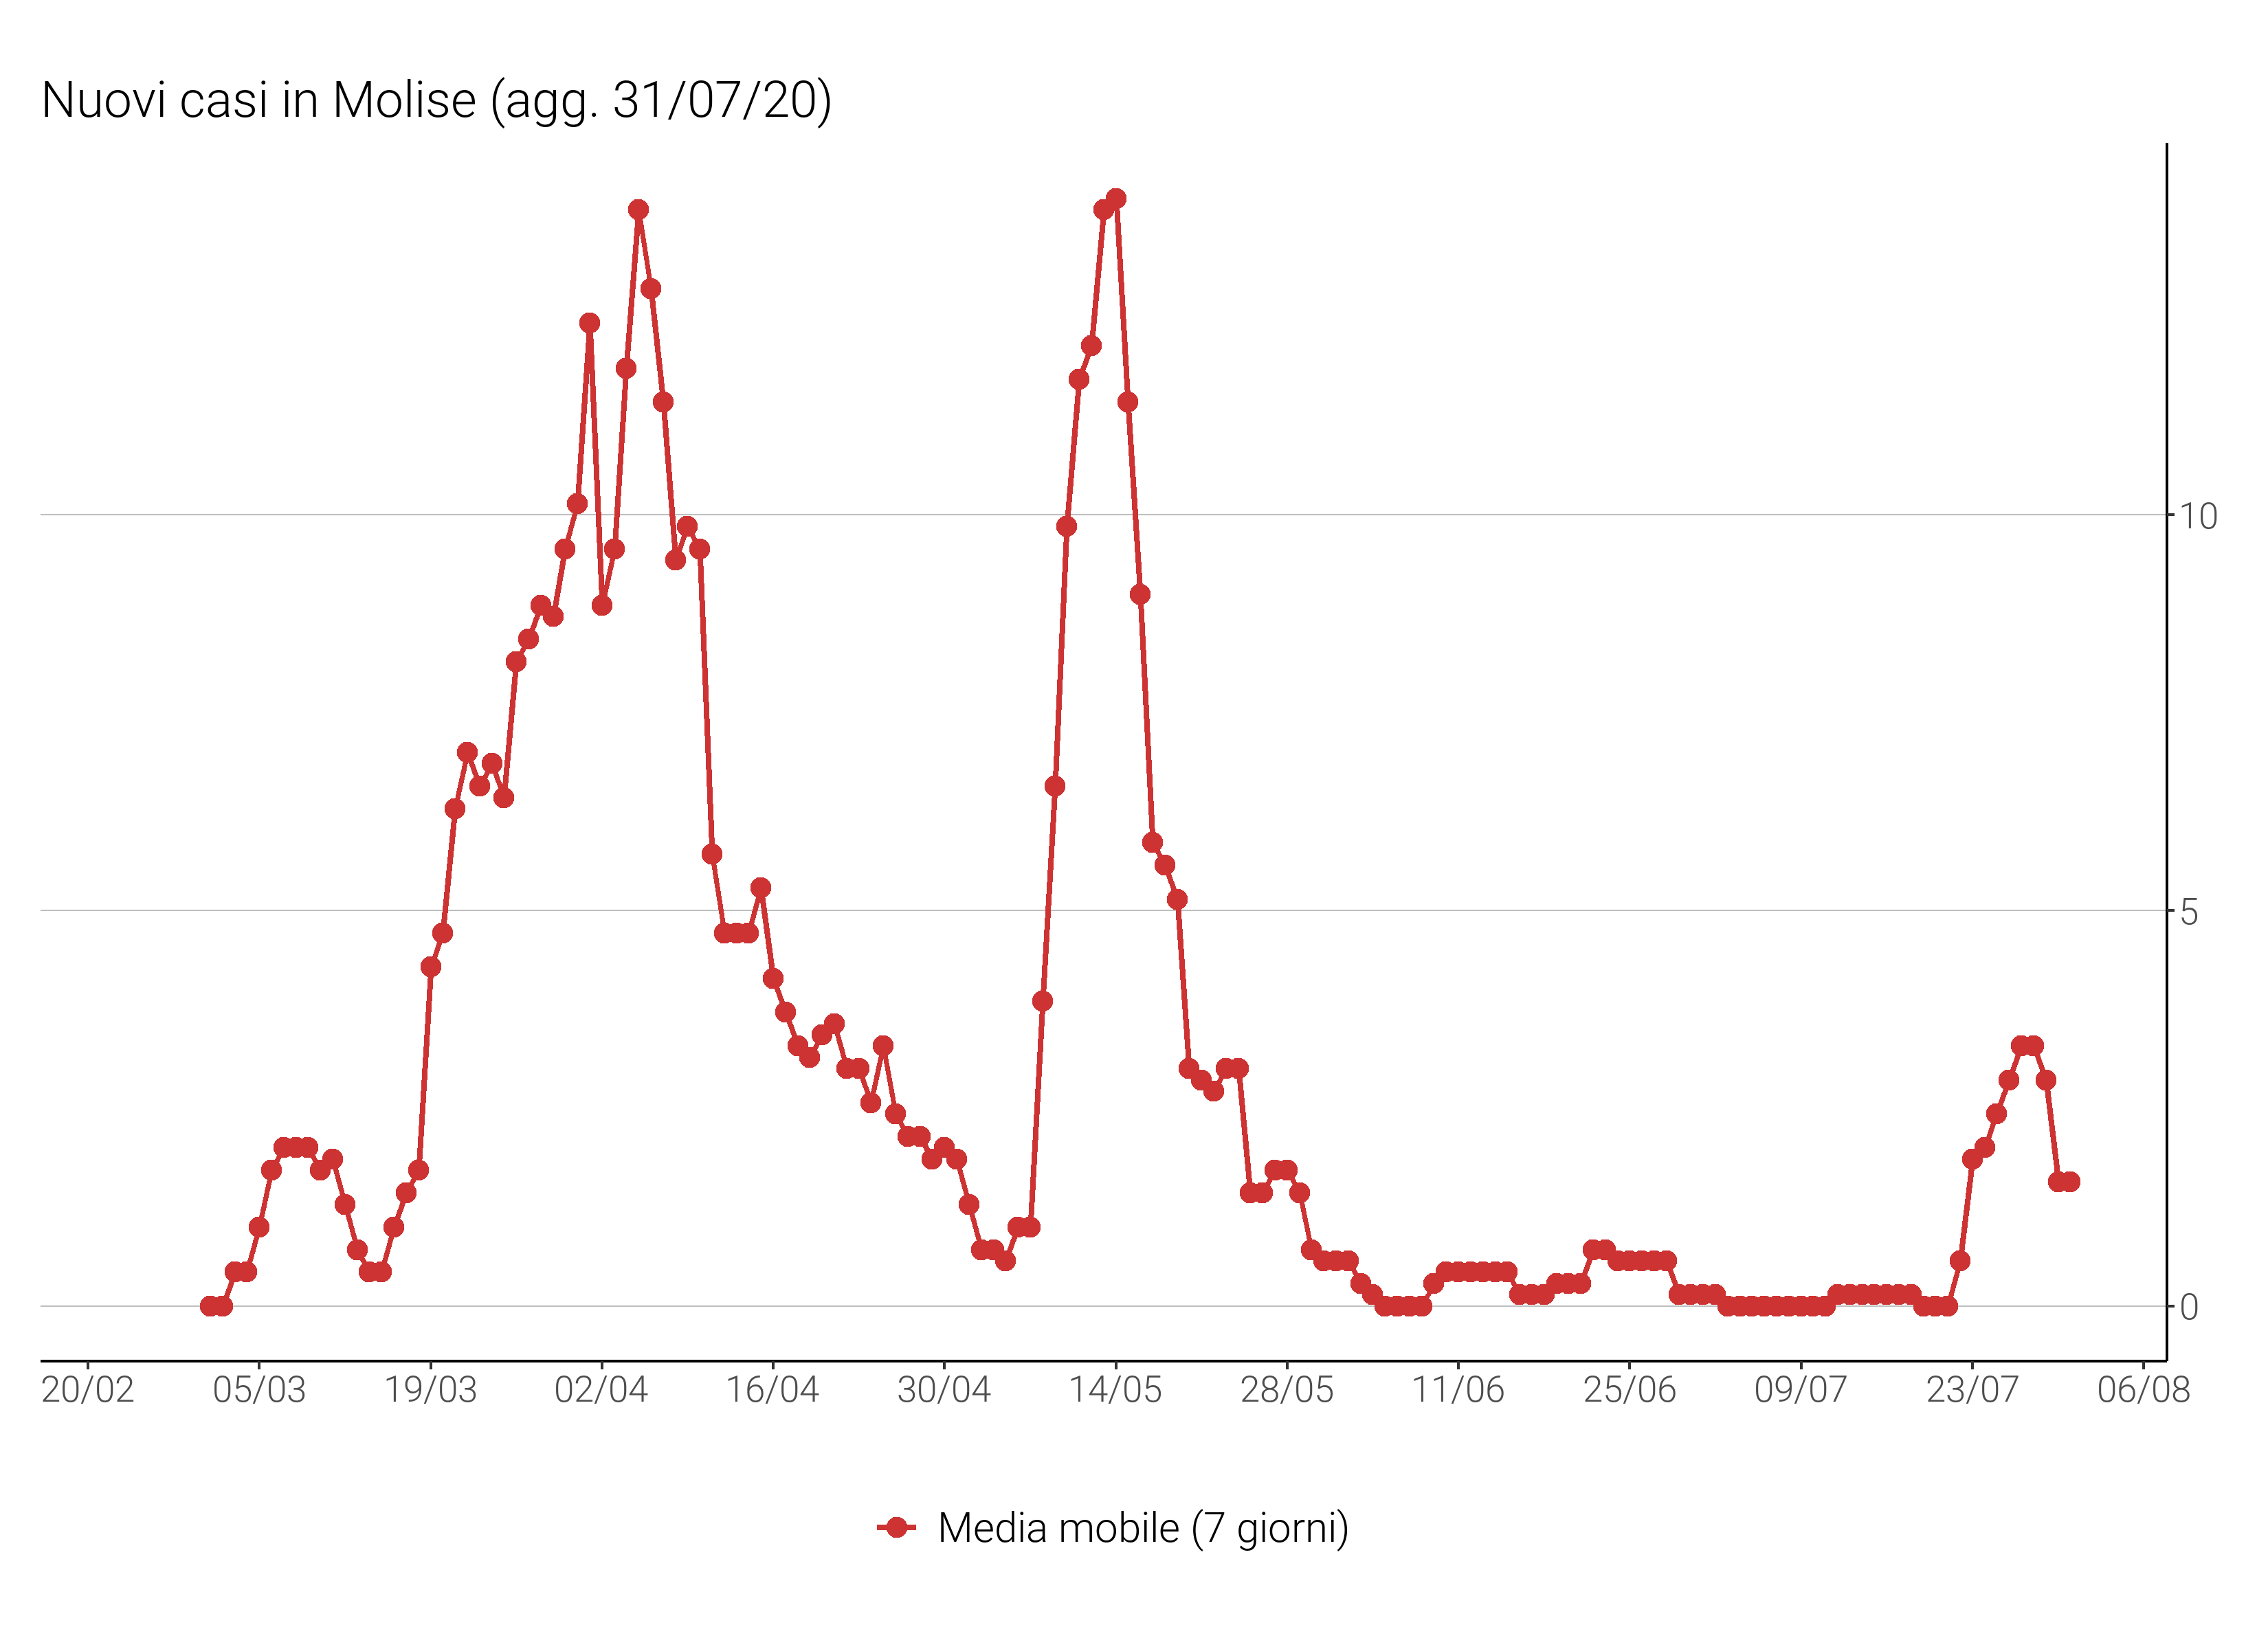 Nuovi casi in Molise (agg. 31/07/20)
10
5
0
20/02 05/03 19/03 02/04 16/04 30/04 14/05 28/05 11/06 25/06 09/07 23/07 06/08
Media mobile (7 giorni)